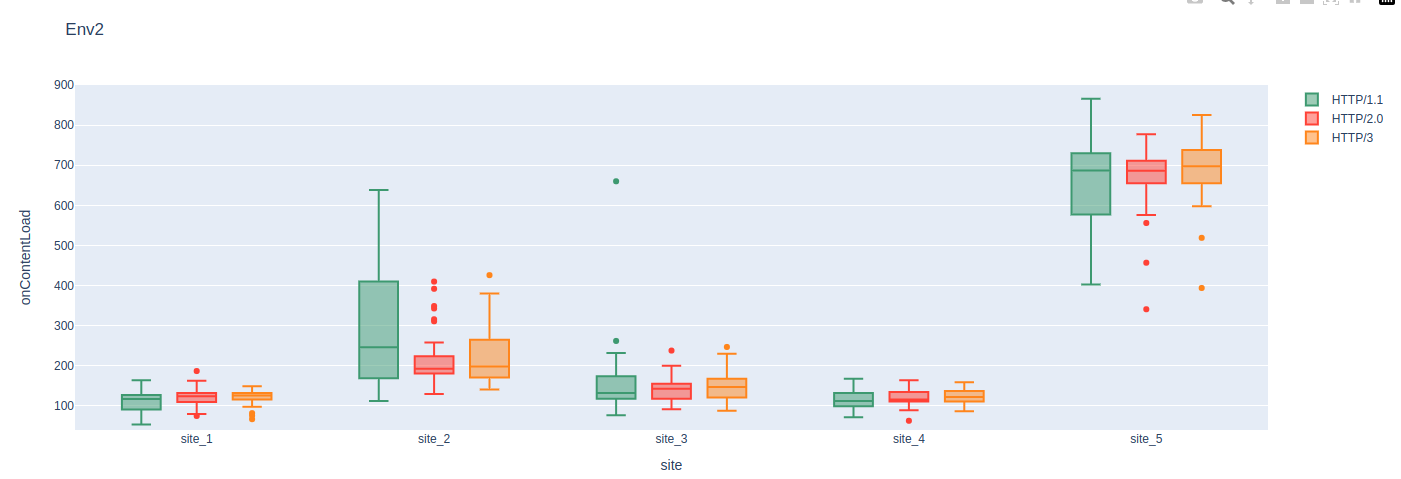 Env2
900
800
700
600
500
400
300
200
100
onContentLoad
site_1
site_2
site_3
site_4
site_5
site
HTTP/1.1
HTTP/2.0
HTTP/3